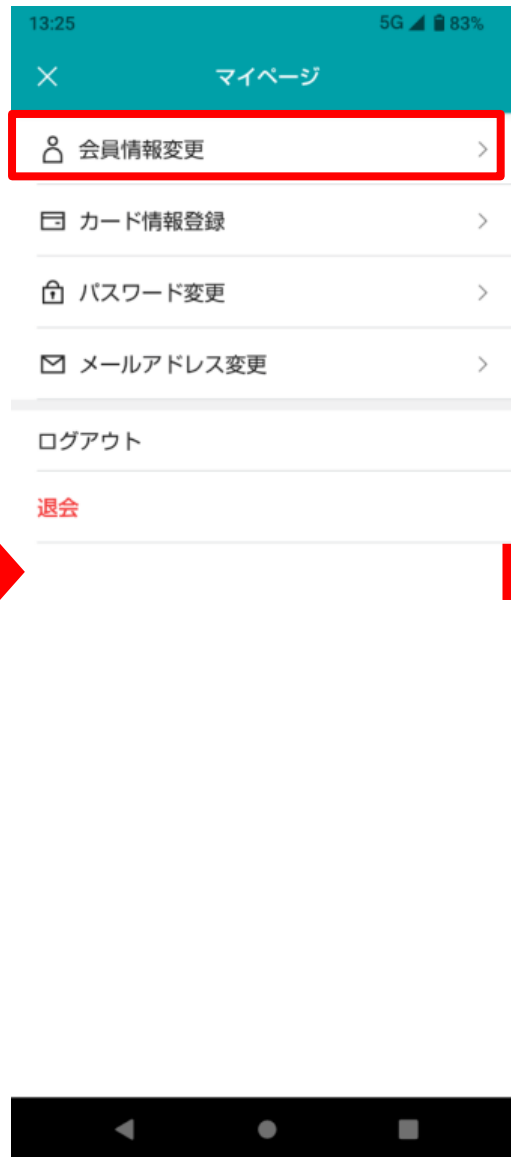 13:25 5G 83%
マイページ
会員情報変更
カード情報登録
パスワード変更
メールアドレス変更
ログアウト
退会